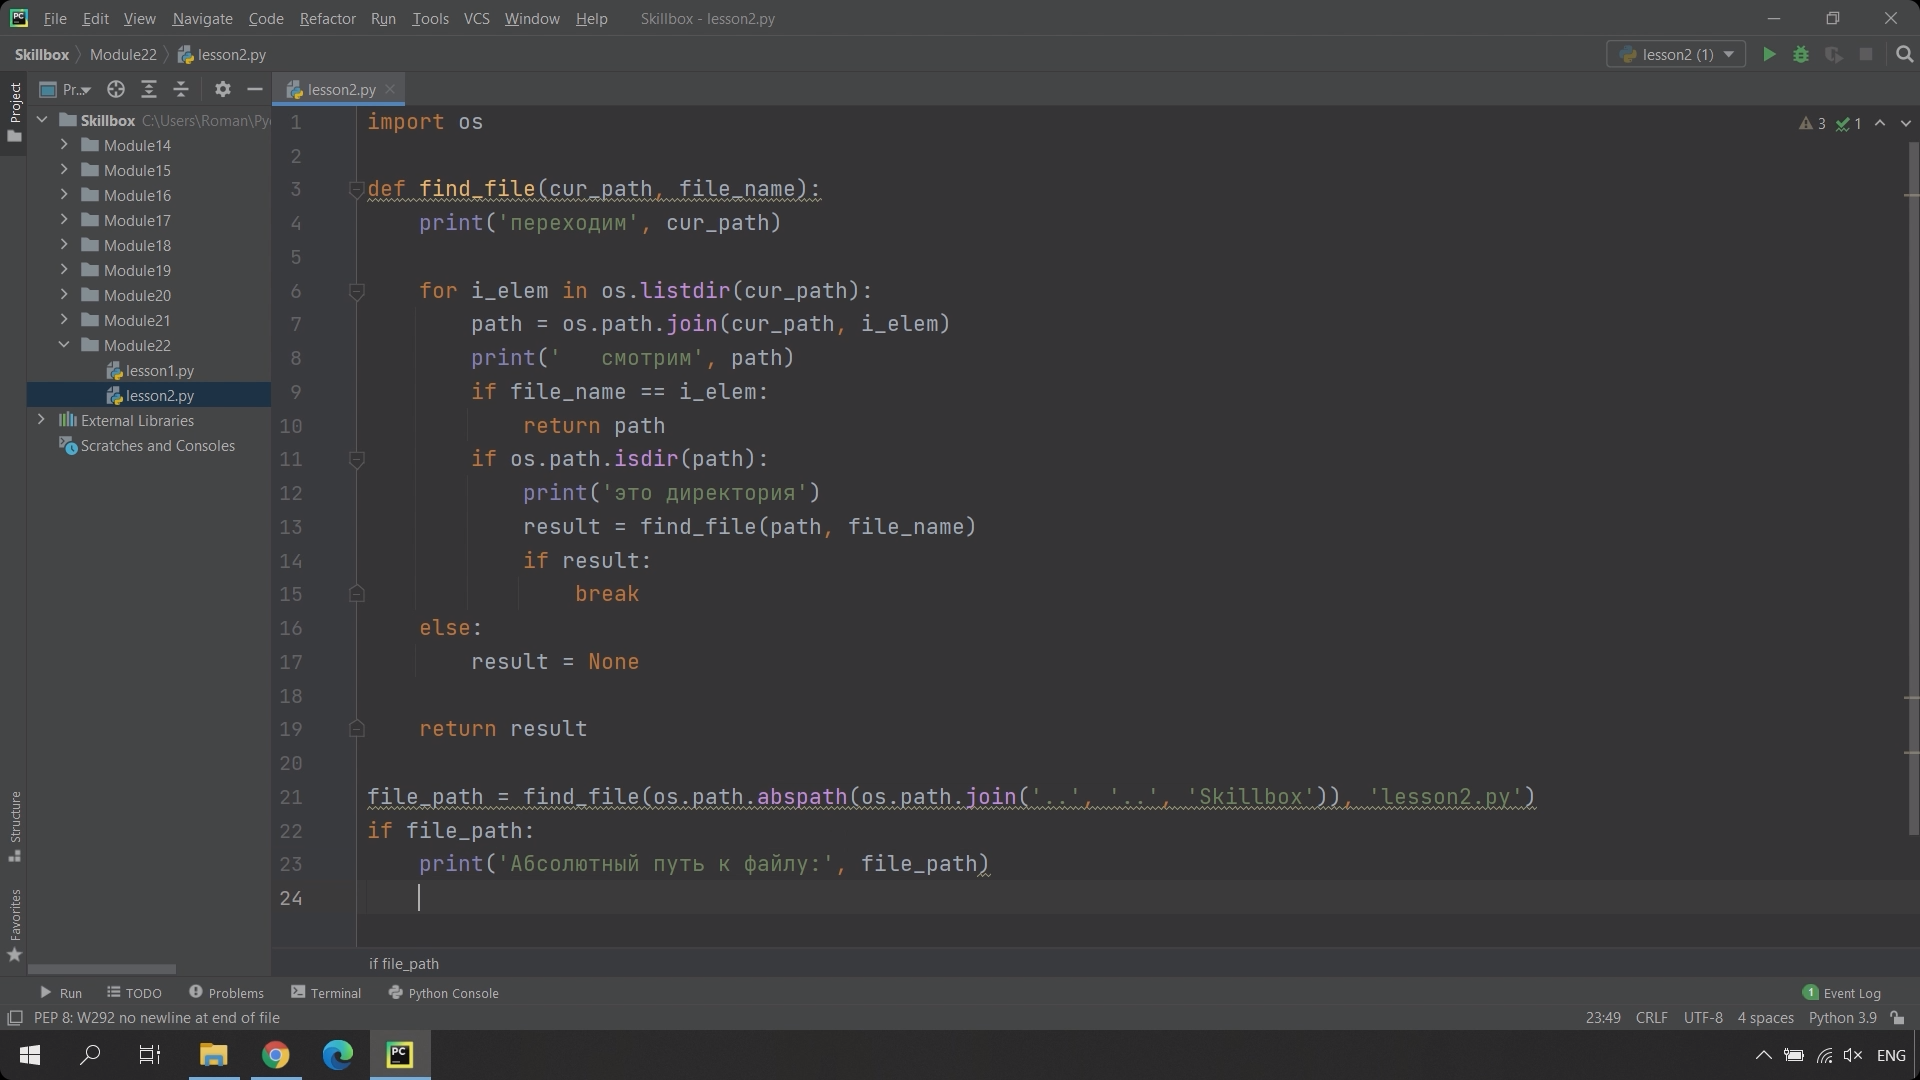 File Edit View Navigate Code Refactor Run Tools VCS Window Help Skillbox - lesson2.py
Skillbox Module22 lesson2.py lesson2 (1)
Project
Pr... lesson2.py
Skillbox C:\Users\Roman\Py
Module14
Module15
Module16
Module17
Module18
Module19
Module20
Module21
Module22
lesson1.py
lesson2.py
External Libraries
Scratches and Consoles
Structure
Favorites
3 1
1 import os
2
3 def find_file(cur_path, file_name):
4 print('переходим', cur_path)
5
6 for i_elem in os.listdir(cur_path):
7 path = os.path.join(cur_path, i_elem)
8 print('   смотрим', path)
9 if file_name == i_elem:
10 return path
11 if os.path.isdir(path):
12 print('это директория')
13 result = find_file(path, file_name)
14 if result:
15 break
16 else:
17 result = None
18
19 return result
20
21 file_path = find_file(os.path.abspath(os.path.join('..', '..', 'Skillbox')), 'lesson2.py')
22 if file_path:
23 print('Абсолютный путь к файлу:', file_path)
24
if file_path
Run TODO Problems Terminal Python Console 1 Event Log
PEP 8: W292 no newline at end of file 23:49 CRLF UTF-8 4 spaces Python 3.9
PC ENG